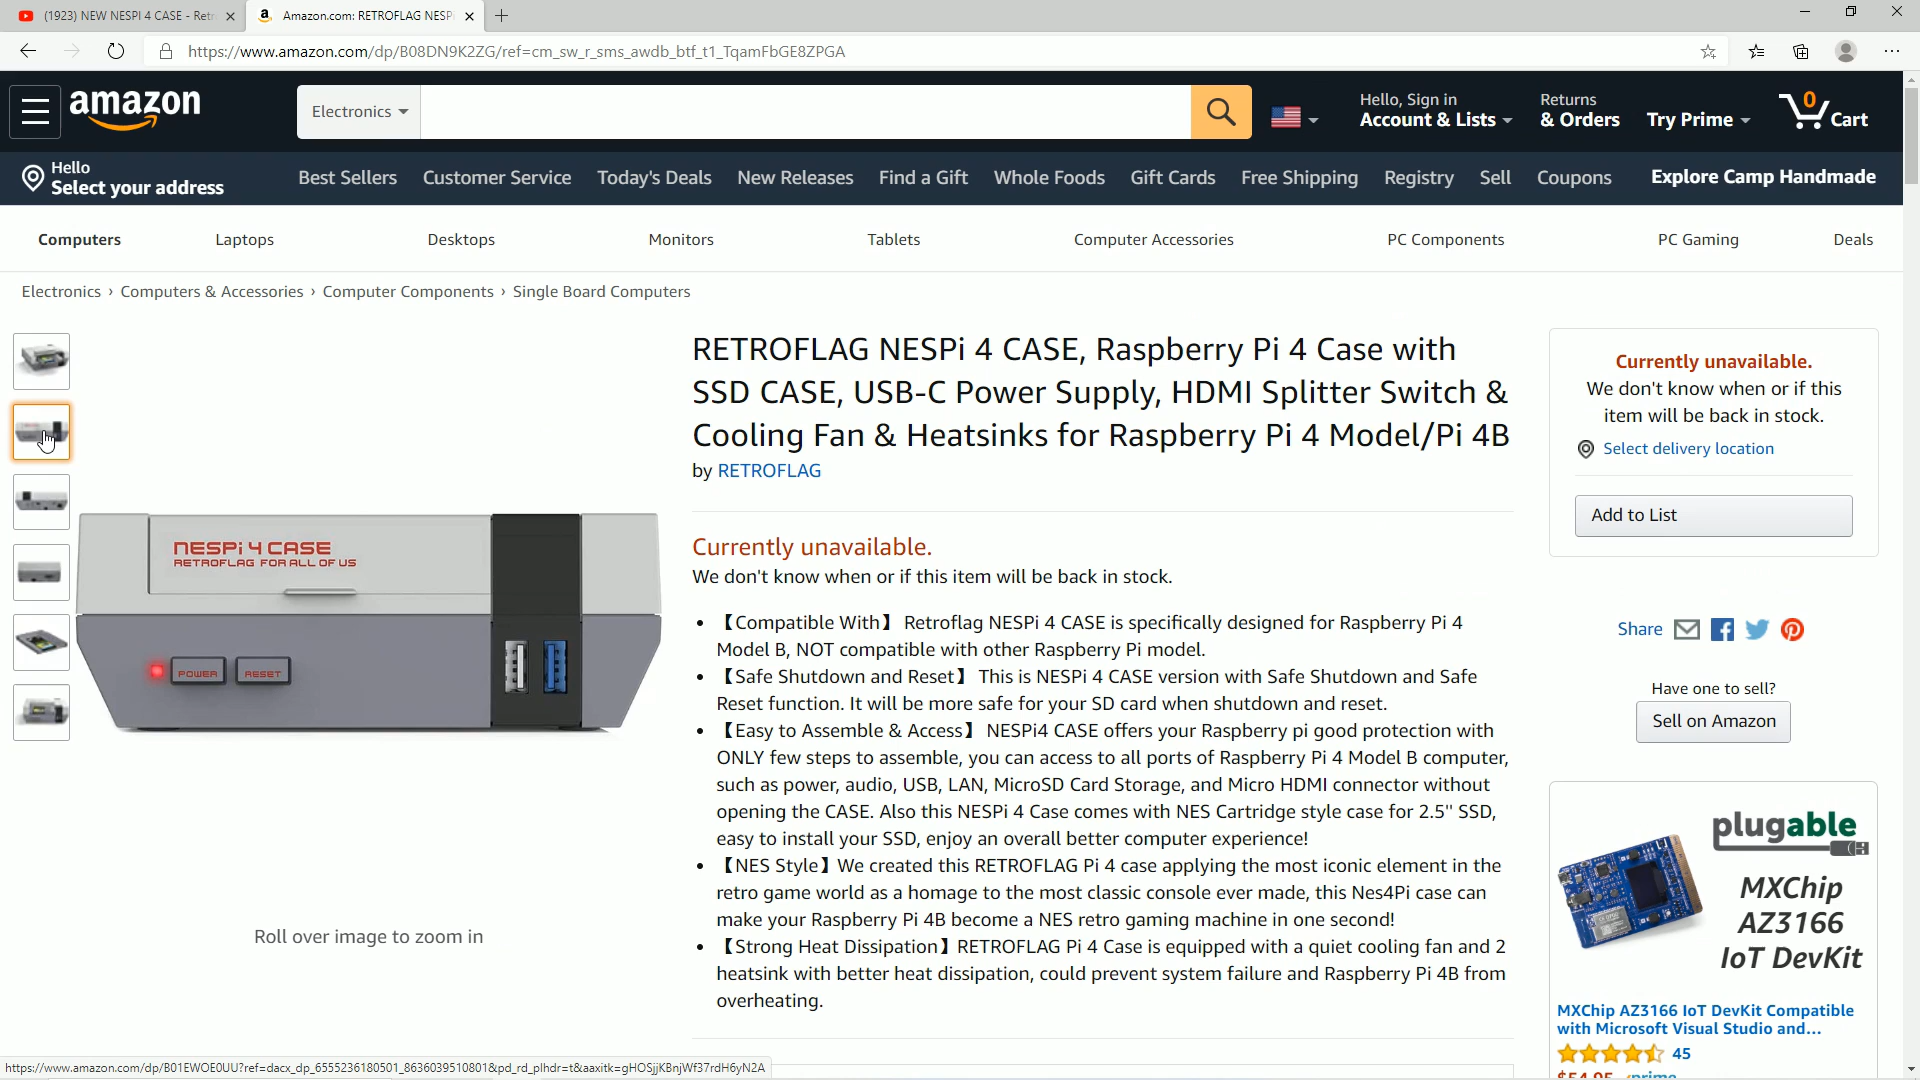 (1923) NEW NESPI 4 CASE - Retr
Amazon.com: RETROFLAG NESP
https://www.amazon.com/dp/B08DN9K2ZG/ref=cm_sw_r_sms_awdb_btf_t1_TqamFbGE8ZPGA
amazon
Electronics
Hello, Sign in
Account & Lists
Returns
& Orders
Try Prime
0
Cart
Hello
Select your address
Best Sellers
Customer Service
Today's Deals
New Releases
Find a Gift
Whole Foods
Gift Cards
Free Shipping
Registry
Sell
Coupons
Explore Camp Handmade
Computers
Laptops
Desktops
Monitors
Tablets
Computer Accessories
PC Components
PC Gaming
Deals
Electronics › Computers & Accessories › Computer Components › Single Board Computers
NESPi 4 CASE
RETROFLAG FOR ALL OF US
POWER
RESET
Roll over image to zoom in
RETROFLAG NESPi 4 CASE, Raspberry Pi 4 Case with
SSD CASE, USB-C Power Supply, HDMI Splitter Switch &
Cooling Fan & Heatsinks for Raspberry Pi 4 Model/Pi 4B
by RETROFLAG
Currently unavailable.
We don't know when or if this item will be back in stock.
• 【Compatible With】 Retroflag NESPi 4 CASE is specifically designed for Raspberry Pi 4
Model B, NOT compatible with other Raspberry Pi model.
• 【Safe Shutdown and Reset】 This is NESPi 4 CASE version with Safe Shutdown and Safe
Reset function. It will be more safe for your SD card when shutdown and reset.
• 【Easy to Assemble & Access】 NESPi4 CASE offers your Raspberry pi good protection with
ONLY few steps to assemble, you can access to all ports of Raspberry Pi 4 Model B computer,
such as power, audio, USB, LAN, MicroSD Card Storage, and Micro HDMI connector without
opening the CASE. Also this NESPi 4 Case comes with NES Cartridge style case for 2.5" SSD,
easy to install your SSD, enjoy an overall better computer experience!
• 【NES Style】We created this RETROFLAG Pi 4 case applying the most iconic element in the
retro game world as a homage to the most classic console ever made, this Nes4Pi case can
make your Raspberry Pi 4B become a NES retro gaming machine in one second!
• 【Strong Heat Dissipation】RETROFLAG Pi 4 Case is equipped with a quiet cooling fan and 2
heatsink with better heat dissipation, could prevent system failure and Raspberry Pi 4B from
overheating.
Currently unavailable.
We don't know when or if this
item will be back in stock.
Select delivery location
Add to List
Share
Have one to sell?
Sell on Amazon
plugable
MXChip
AZ3166
IoT DevKit
MXChip AZ3166 IoT DevKit Compatible
with Microsoft Visual Studio and...
45
$54.95 prime
https://www.amazon.com/dp/B01EWOE0UU?ref=dacx_dp_6555236180501_8636039510801&pd_rd_plhdr=t&aaxitk=gHOSjjKBnjWf37rdH6yN2A